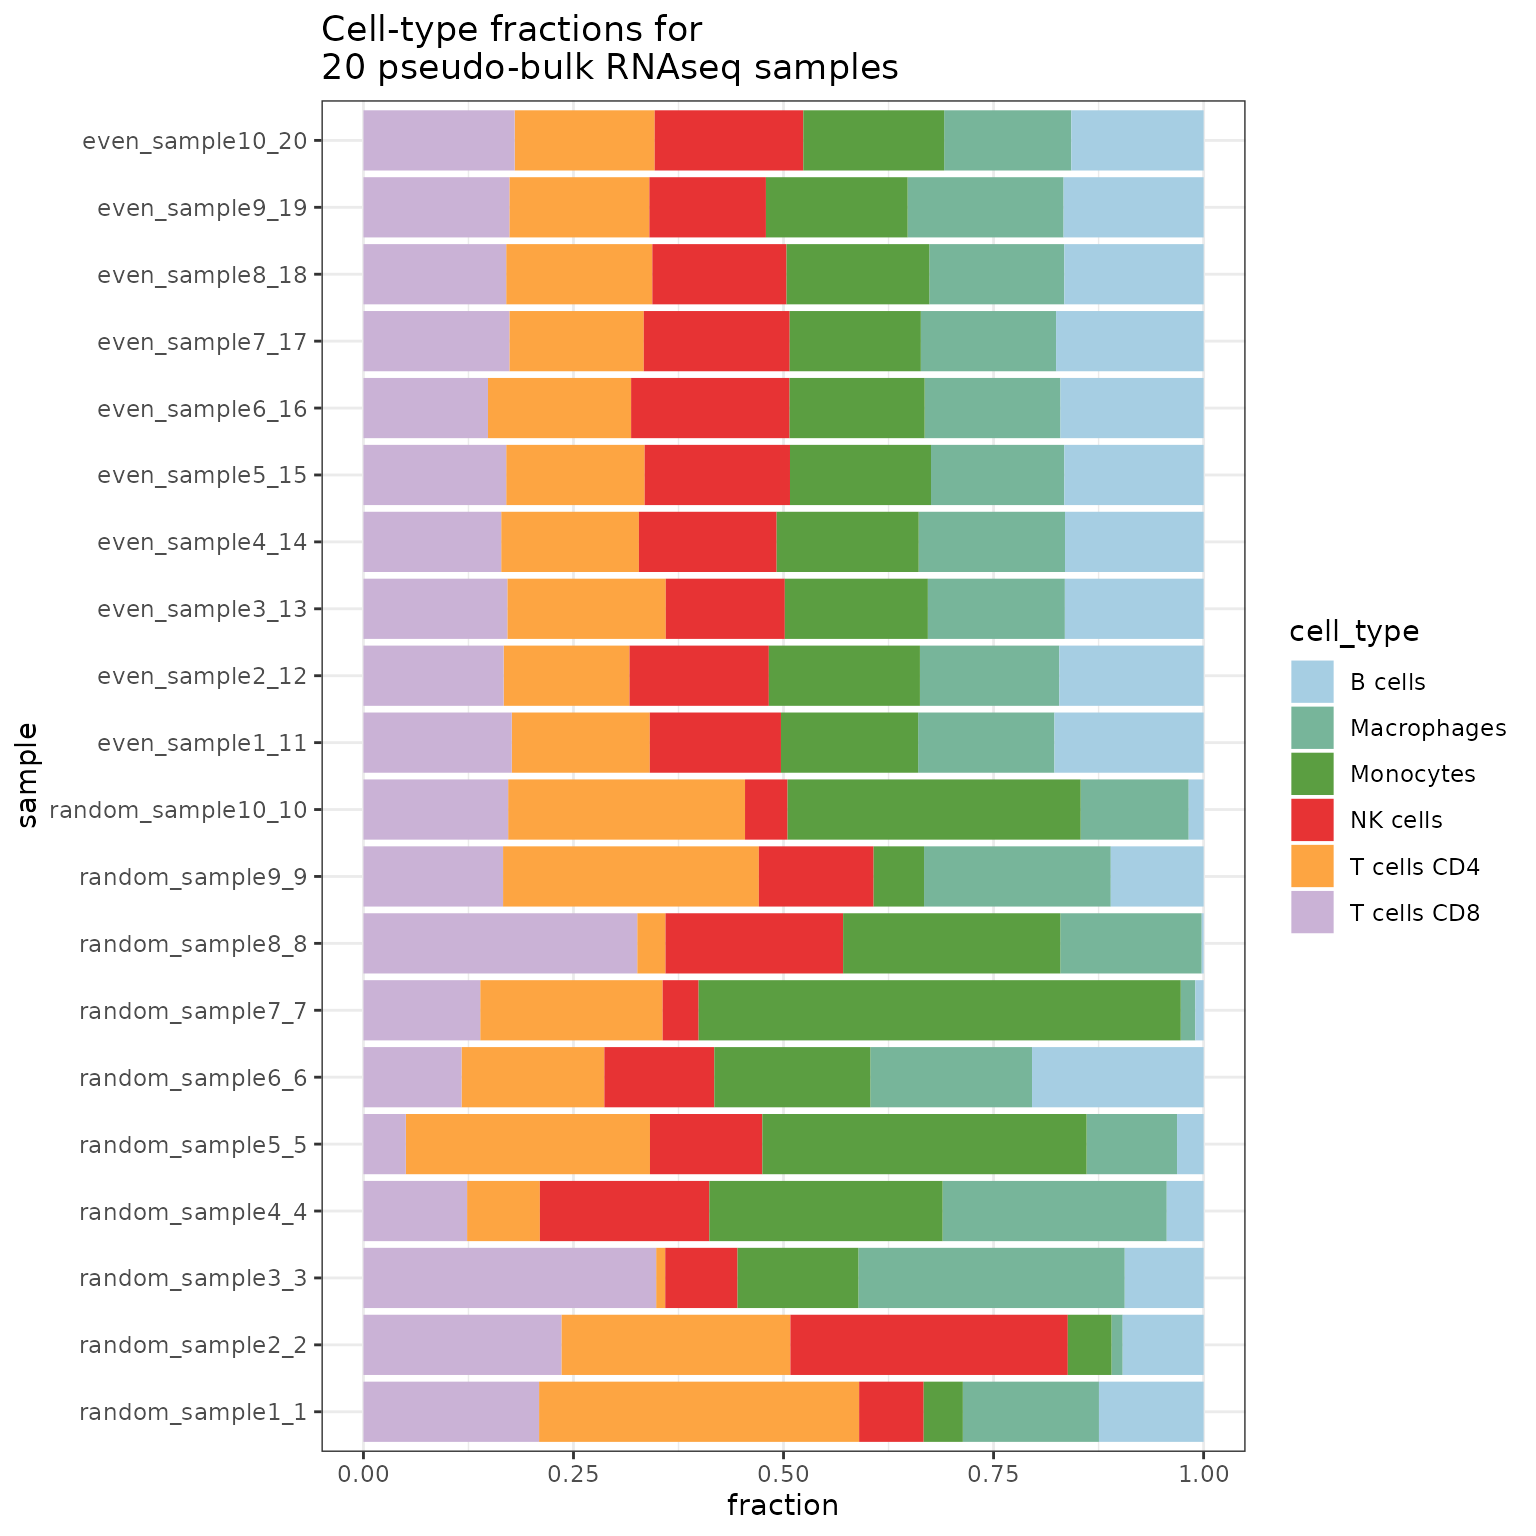 Cell-type fractions for
20 pseudo-bulk RNAseq samples
even_sample10_20
even_sample9_19
even_sample8_18
even_sample7_17
even_sample6_16
even_sample5_15
even_sample4_14
even_sample3_13
even_sample2_12
even_sample1_11
random_sample10_10
random_sample9_9
random_sample8_8
random_sample7_7
random_sample6_6
random_sample5_5
random_sample4_4
random_sample3_3
random_sample2_2
random_sample1_1
sample
0.00 0.25 0.50 0.75 1.00
fraction
cell_type
B cells
Macrophages
Monocytes
NK cells
T cells CD4
T cells CD8